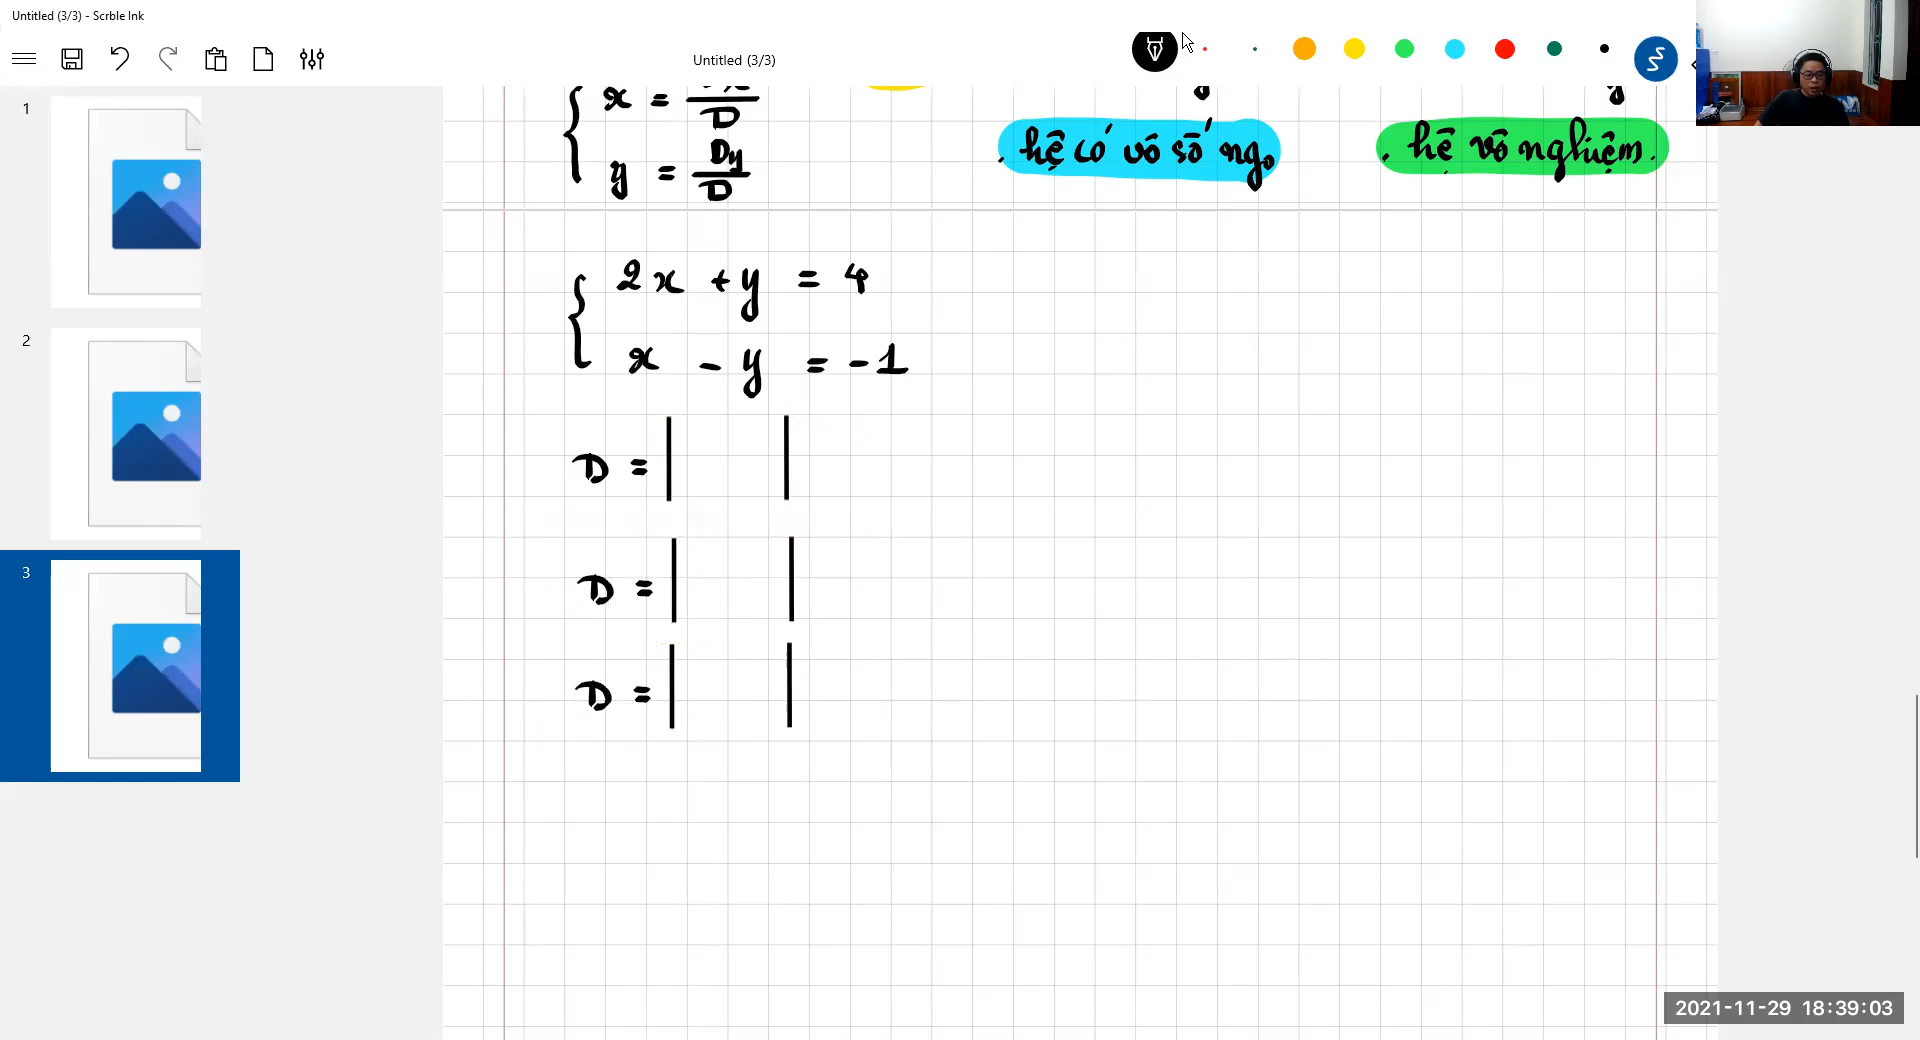 Untitled (3/3) - Scrble Ink
Untitled (3/3)
1
2
3
x = Dx/D
y = Dy/D
. hệ có vô số ngo
. hệ vô nghiệm.
{ 2x + y = 4
x - y = -1
D = | |
D = | |
D = | |
2021-11-29 18:39:03